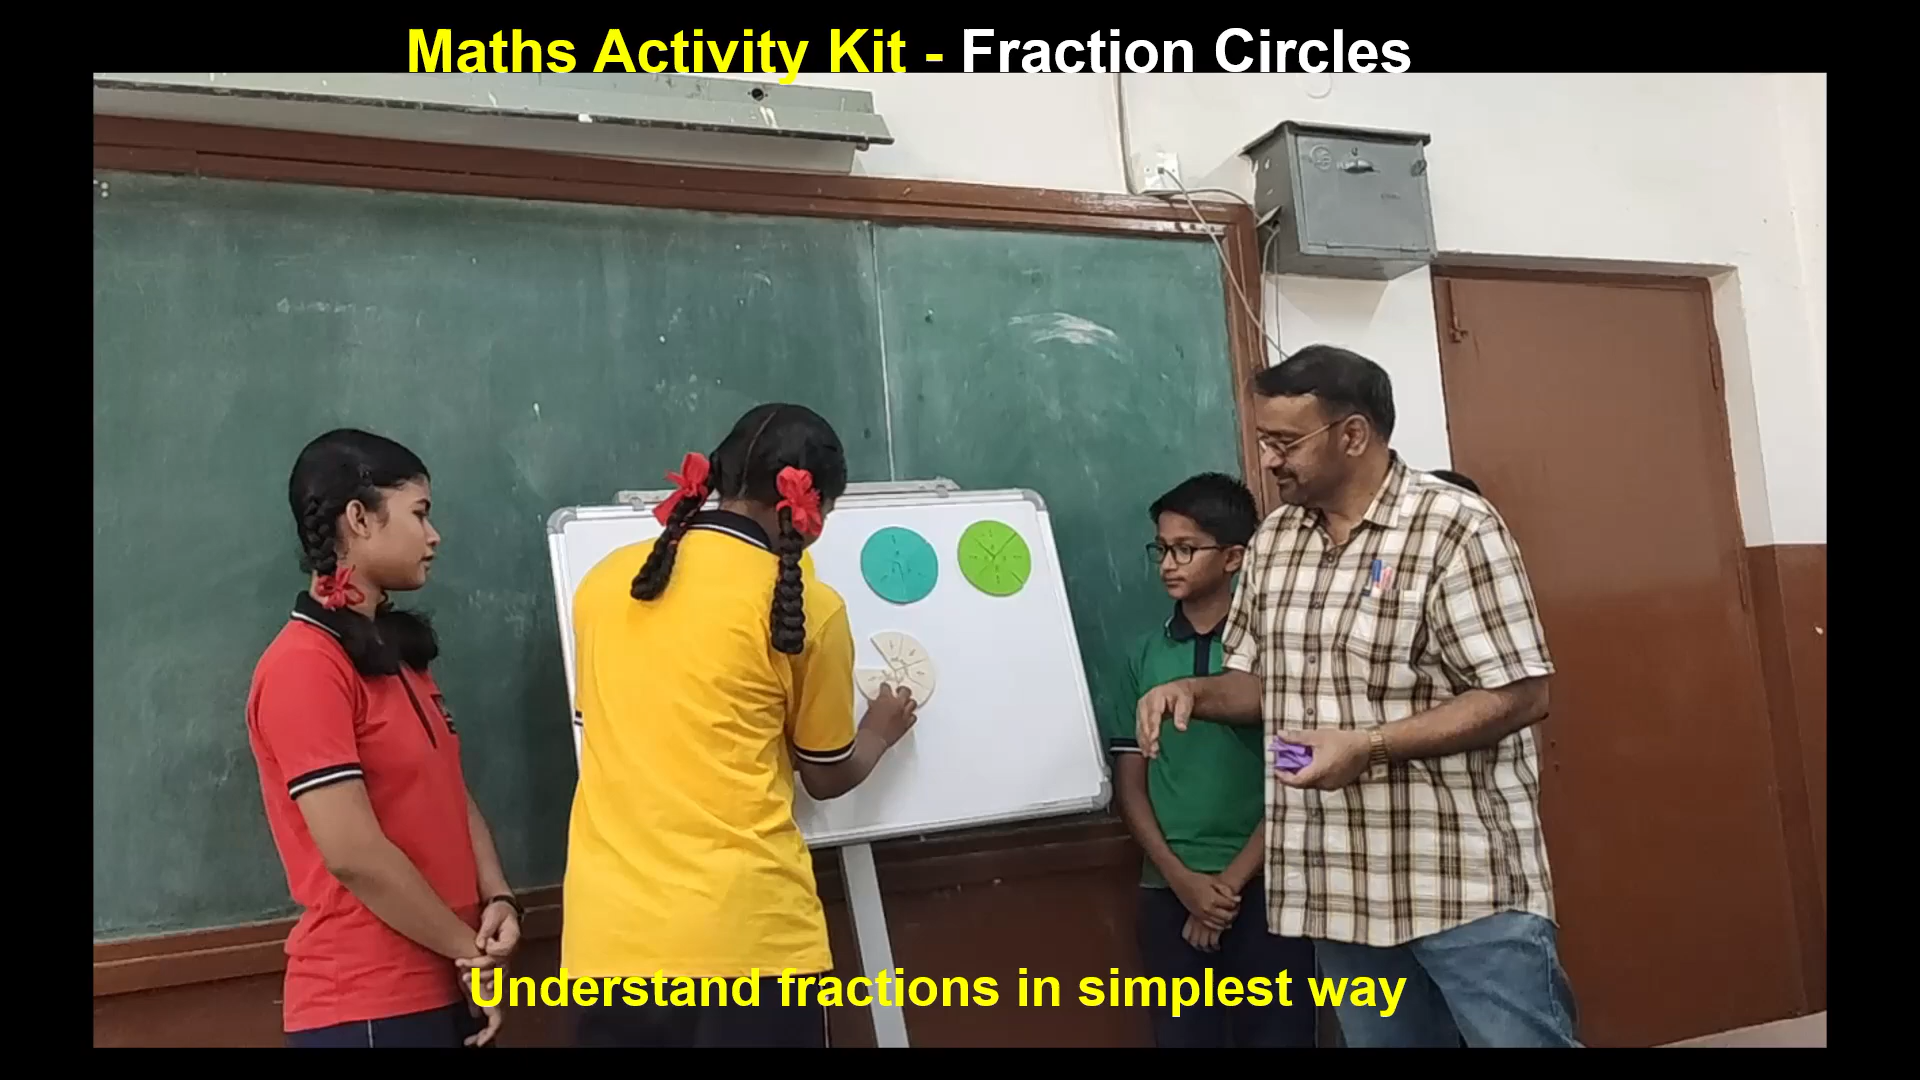 Maths Activity Kit - Fraction Circles
Understand fractions in simplest way